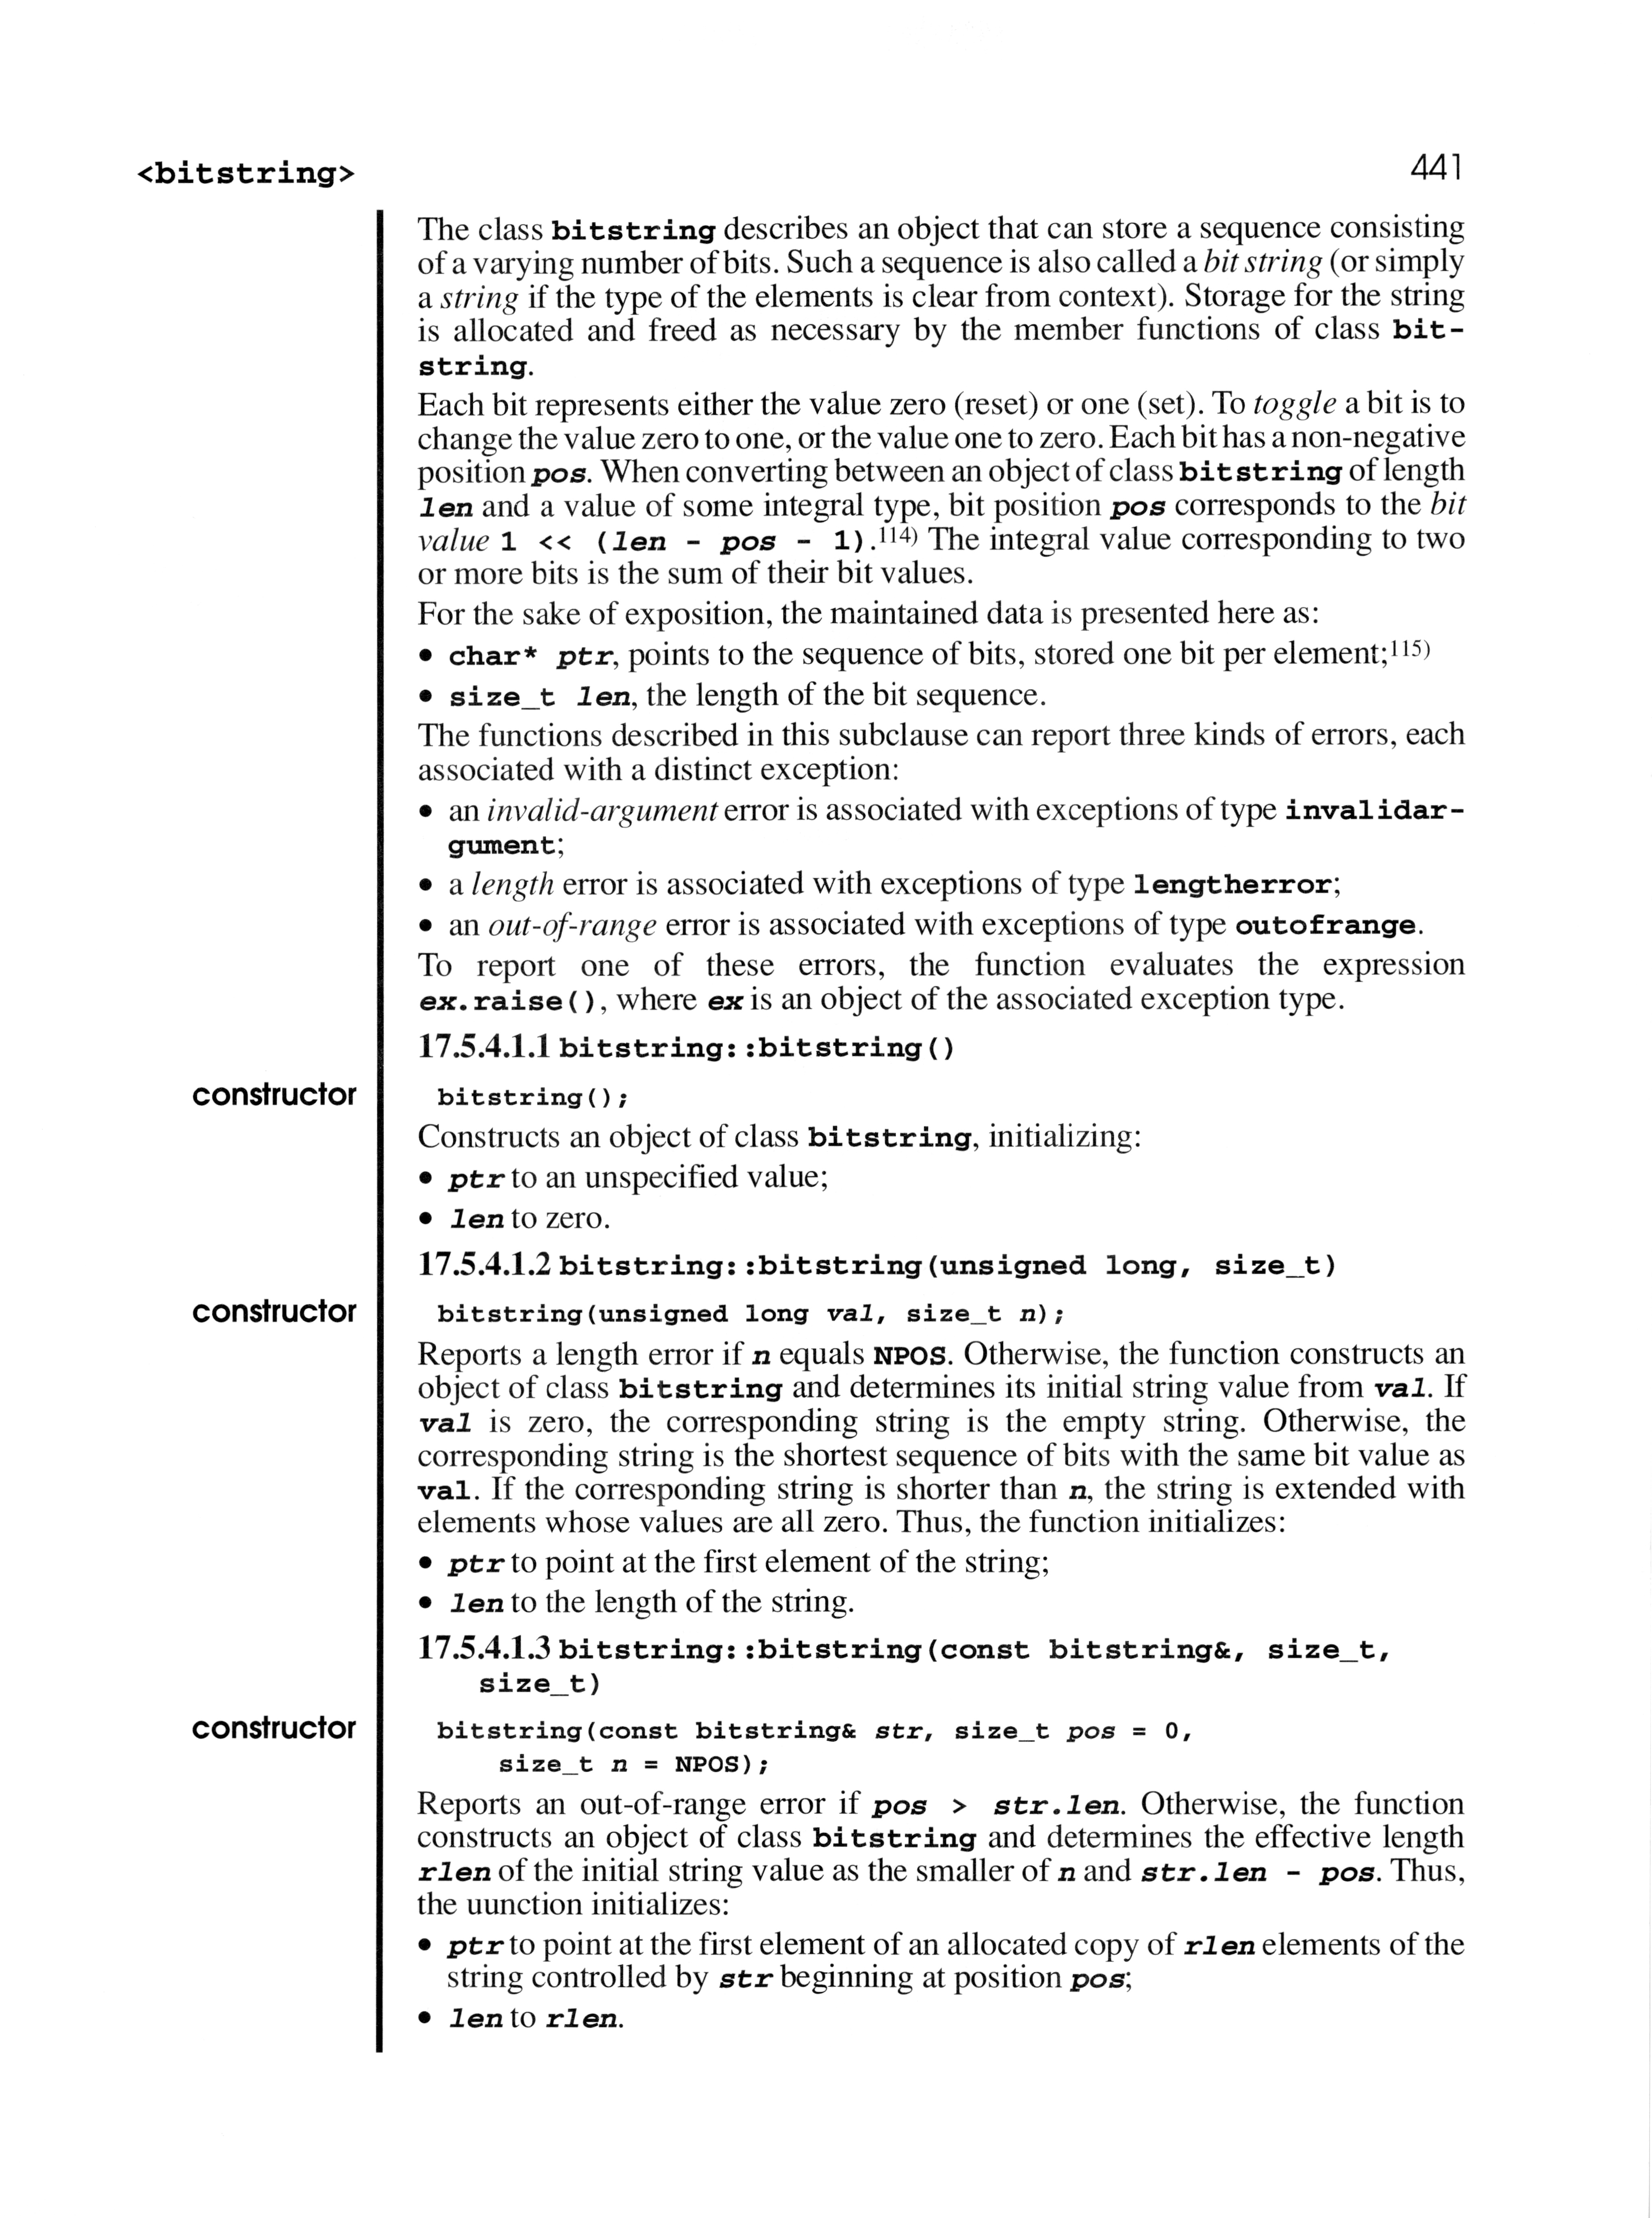 <bitstring>
441
The class bitstring describes an object that can store a sequence consisting
of a varying number of bits. Such a sequence is also called a bit string (or simply
a string if the type of the elements is clear from context). Storage for the string
is allocated and freed as necessary by the member functions of class bit-
string.
Each bit represents either the value zero (reset) or one (set). To toggle a bit is to
change the value zero to one, or the value one to zero. Each bit has a non-negative
position pos. When converting between an object of class bitstring of length
len and a value of some integral type, bit position pos corresponds to the bit
value 1 << (len - pos - 1).114) The integral value corresponding to two
or more bits is the sum of their bit values.
For the sake of exposition, the maintained data is presented here as:
• char* ptr, points to the sequence of bits, stored one bit per element;115)
• size_t len, the length of the bit sequence.
The functions described in this subclause can report three kinds of errors, each
associated with a distinct exception:
• an invalid-argument error is associated with exceptions of type invalidar-
gument;
• a length error is associated with exceptions of type lengtherror;
• an out-of-range error is associated with exceptions of type outofrange.
To report one of these errors, the function evaluates the expression
ex.raise(), where ex is an object of the associated exception type.
17.5.4.1.1 bitstring::bitstring()
constructor bitstring();
Constructs an object of class bitstring, initializing:
• ptr to an unspecified value;
• len to zero.
17.5.4.1.2 bitstring::bitstring(unsigned long, size_t)
constructor bitstring(unsigned long val, size_t n);
Reports a length error if n equals NPOS. Otherwise, the function constructs an
object of class bitstring and determines its initial string value from val. If
val is zero, the corresponding string is the empty string. Otherwise, the
corresponding string is the shortest sequence of bits with the same bit value as
val. If the corresponding string is shorter than n, the string is extended with
elements whose values are all zero. Thus, the function initializes:
• ptr to point at the first element of the string;
• len to the length of the string.
17.5.4.1.3 bitstring::bitstring(const bitstring&, size_t,
size_t)
constructor bitstring(const bitstring& str, size_t pos = 0,
size_t n = NPOS);
Reports an out-of-range error if pos > str.len. Otherwise, the function
constructs an object of class bitstring and determines the effective length
rlen of the initial string value as the smaller of n and str.len - pos. Thus,
the uunction initializes:
• ptr to point at the first element of an allocated copy of rlen elements of the
string controlled by str beginning at position pos;
• len to rlen.